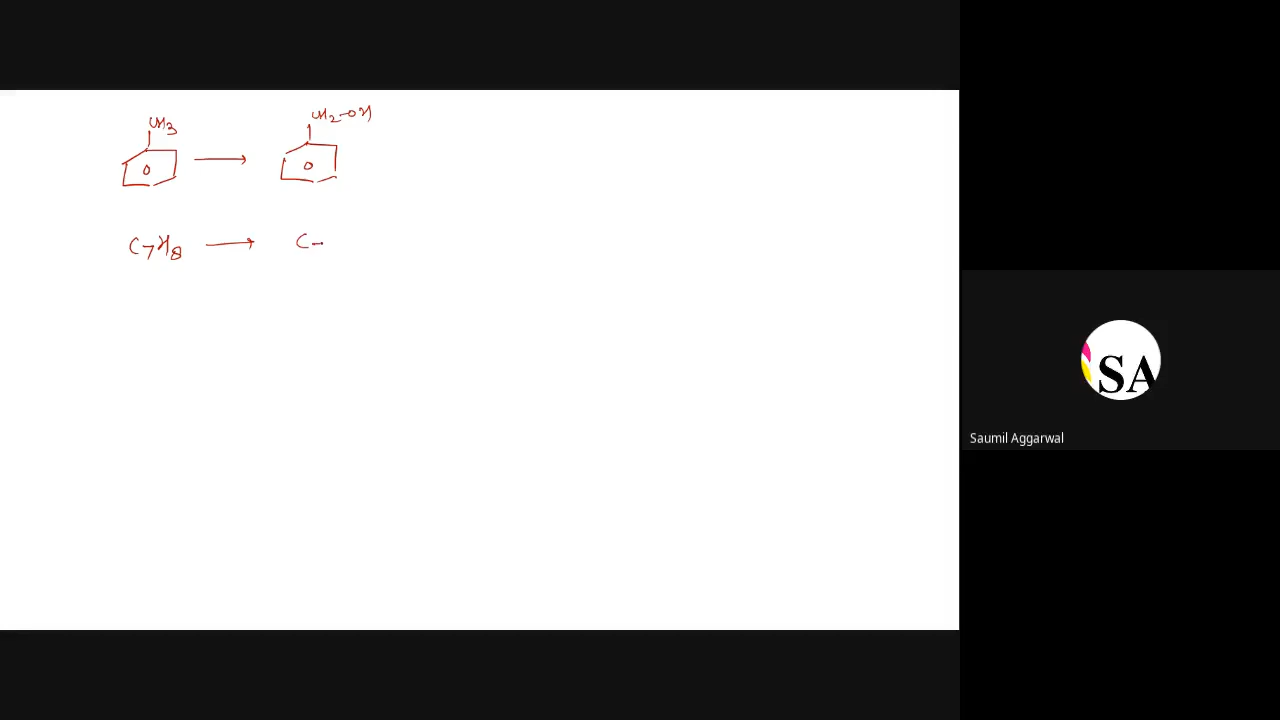 CH3 CH2-OH
C7H8 → C-
SA
Saumil Aggarwal